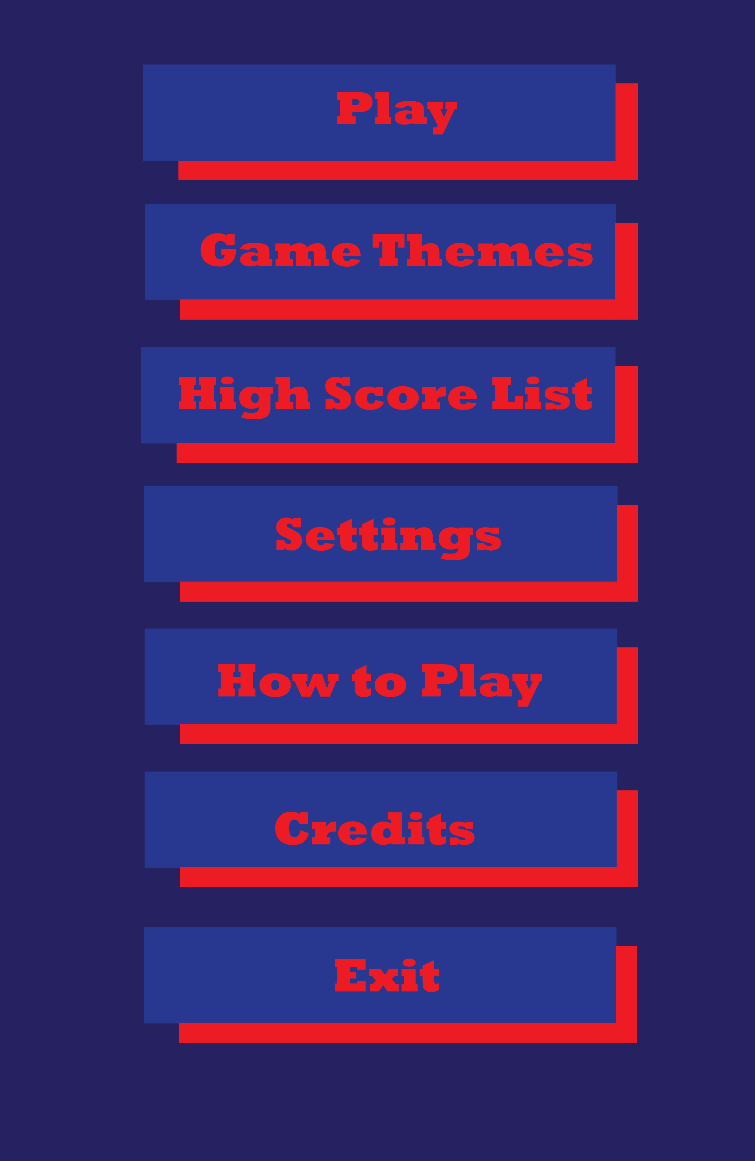 Play
Game Themes
High Score List
Settings
How to Play
Credits
Exit